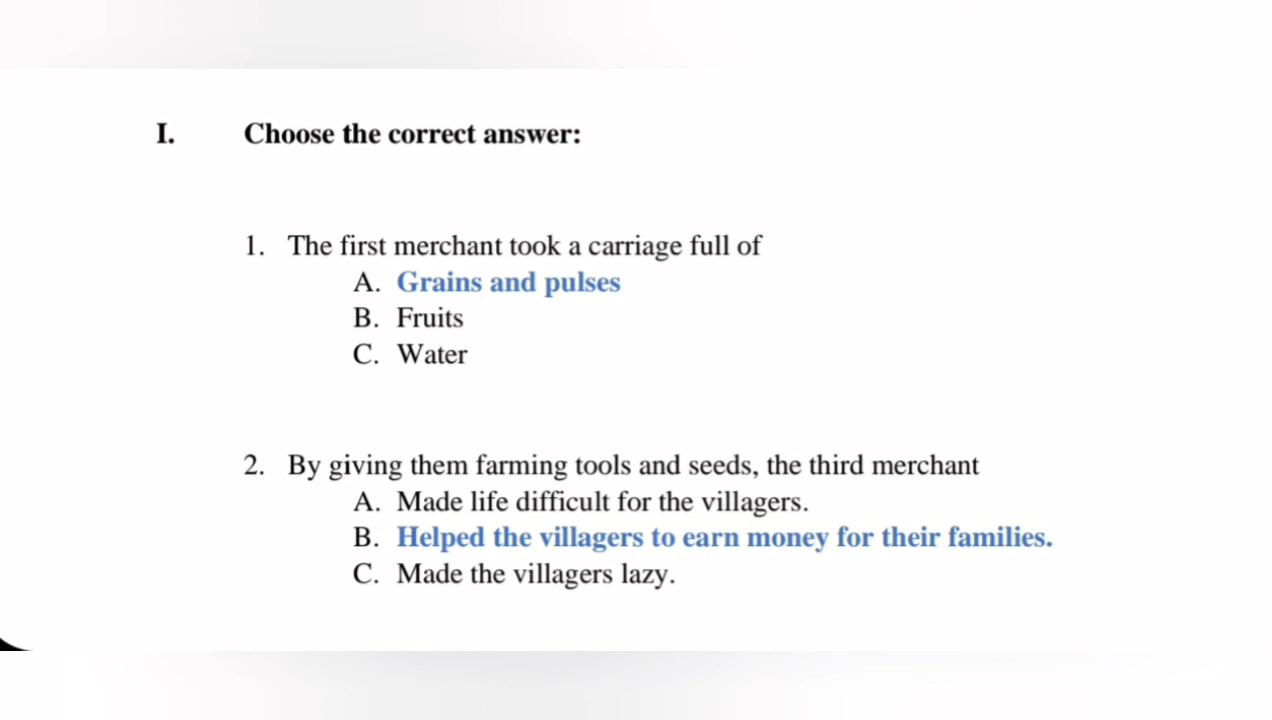 I. Choose the correct answer:
1. The first merchant took a carriage full of
A. Grains and pulses
B. Fruits
C. Water
2. By giving them farming tools and seeds, the third merchant
A. Made life difficult for the villagers.
B. Helped the villagers to earn money for their families.
C. Made the villagers lazy.